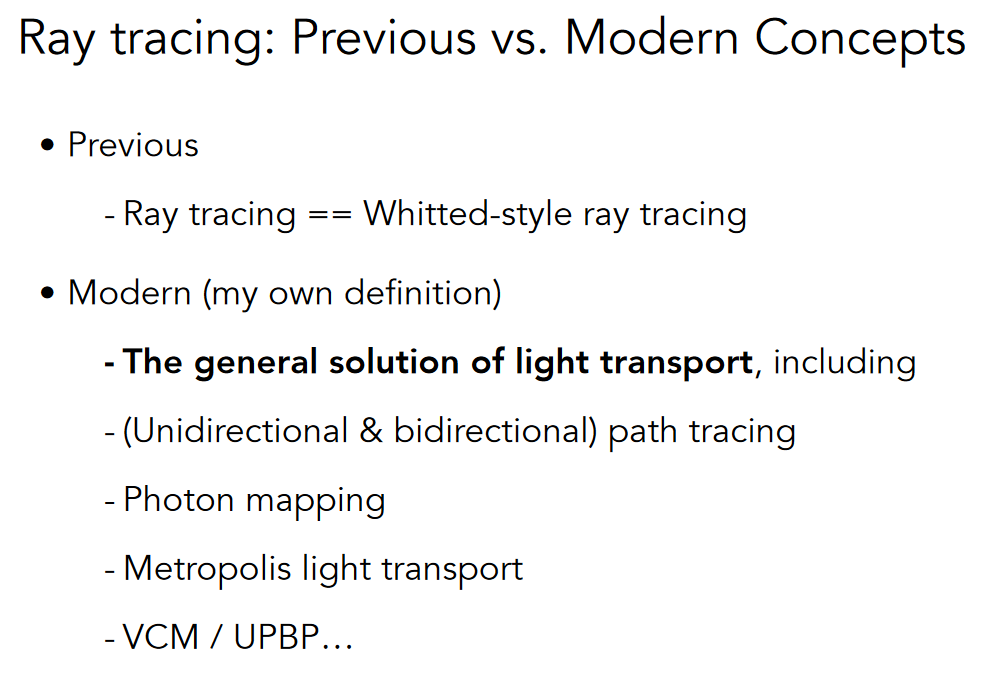 Ray tracing: Previous vs. Modern Concepts
• Previous
- Ray tracing == Whitted-style ray tracing
• Modern (my own definition)
- The general solution of light transport, including
- (Unidirectional & bidirectional) path tracing
- Photon mapping
- Metropolis light transport
- VCM / UPBP…